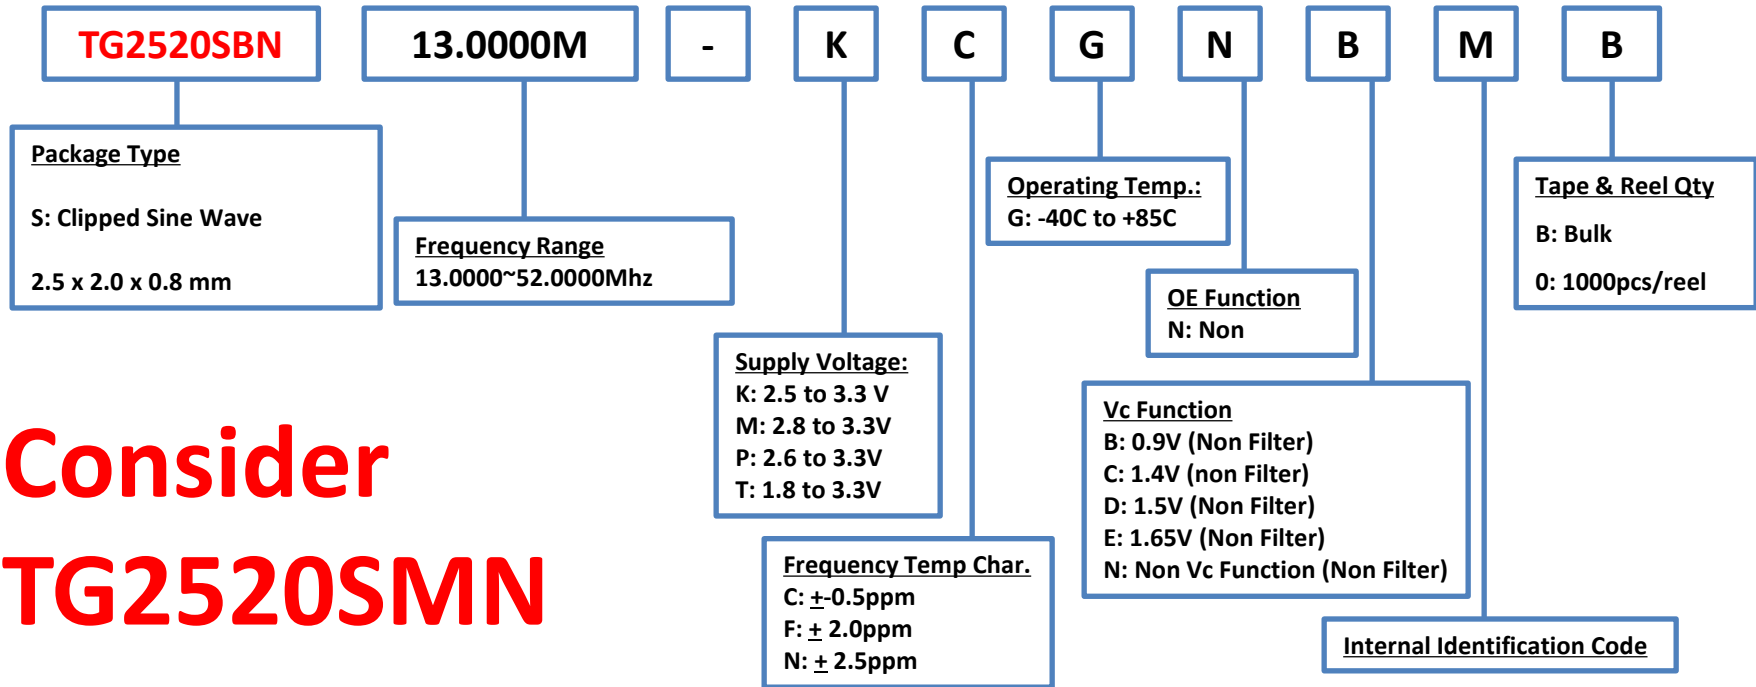 TG2520SBN 13.0000M - K C G N B M B
Package Type
S: Clipped Sine Wave
2.5 x 2.0 x 0.8 mm
Frequency Range
13.0000~52.0000Mhz
Supply Voltage:
K: 2.5 to 3.3 V
M: 2.8 to 3.3V
P: 2.6 to 3.3V
T: 1.8 to 3.3V
Frequency Temp Char.
C: +-0.5ppm
F: + 2.0ppm
N: + 2.5ppm
Operating Temp.:
G: -40C to +85C
OE Function
N: Non
Vc Function
B: 0.9V (Non Filter)
C: 1.4V (non Filter)
D: 1.5V (Non Filter)
E: 1.65V (Non Filter)
N: Non Vc Function (Non Filter)
Internal Identification Code
Tape & Reel Qty
B: Bulk
0: 1000pcs/reel
Consider
TG2520SMN